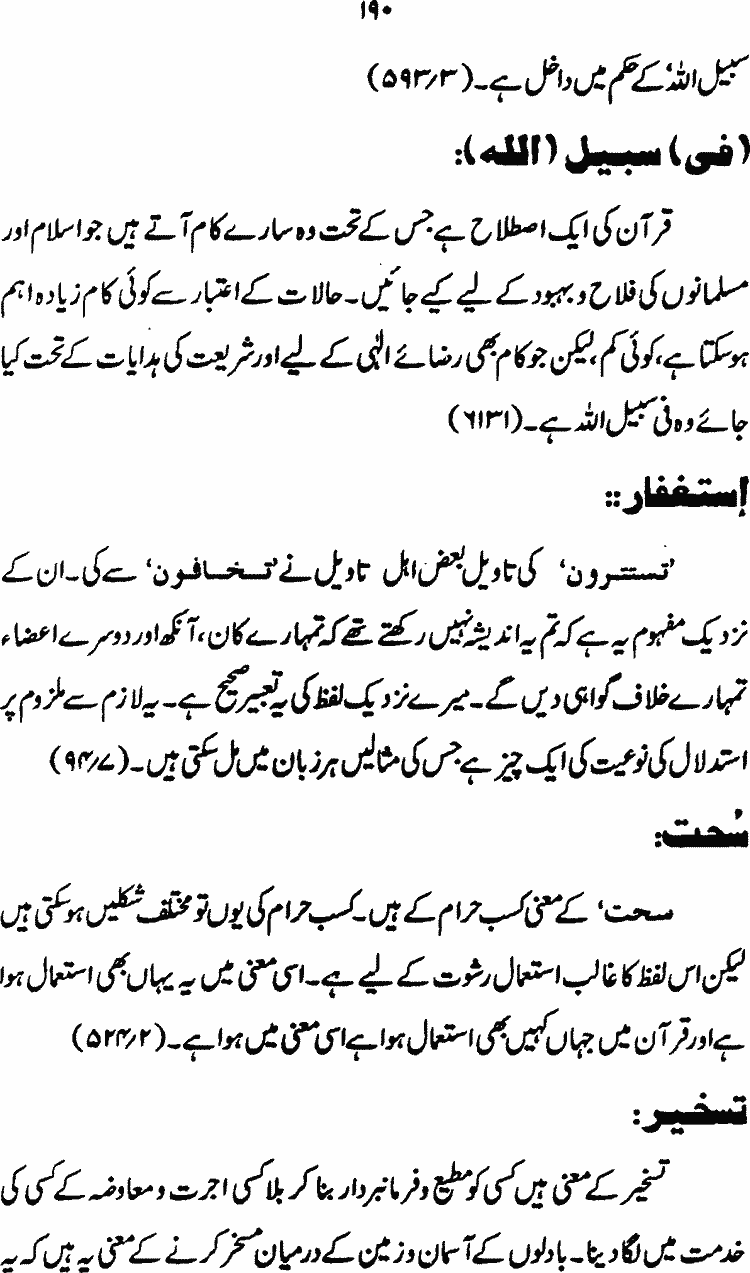 ۱۹۰
سبیل اللہ‘ کے حکم میں داخل ہے۔ (۵۹۳/۳)
(فی) سبیل (اللہ):
قرآن کی ایک اصطلاح ہے جس کے تحت وہ سارے کام آتے ہیں جو اسلام اور
مسلمانوں کی فلاح و بہبود کے لیے کیے جائیں۔ حالات کے اعتبار سے کوئی کام زیادہ اہم
ہوسکتا ہے، کوئی کم، لیکن جو کام بھی رضائے الٰہی کے لیے اور شریعت کی ہدایات کے تحت کیا
جائے وہ فی سبیل اللہ ہے۔ (۶۱۳۱)
إستغفار::
’تستترون‘ کی تاویل بعض اہل تاویل نے ’تخافون‘ سے کی۔ ان کے
نزدیک مفہوم یہ ہے کہ تم یہ اندیشہ نہیں رکھتے تھے کہ تمہارے کان، آنکھ اور دوسرے اعضاء
تمہارے خلاف گواہی دیں گے۔ میرے نزدیک لفظ کی یہ تعبیر صحیح ہے۔ یہ لازم سے ملزوم پر
استدلال کی نوعیت کی ایک چیز ہے جس کی مثالیں ہر زبان میں مل سکتی ہیں۔ (۹۴/۷)
سُحت:
سحت‘ کے معنی کسب حرام کے ہیں۔ کسب حرام کی یوں تو مختلف شکلیں ہوسکتی ہیں
لیکن اس لفظ کا غالب استعمال رشوت کے لیے ہے۔ اسی معنی میں یہ یہاں بھی استعمال ہوا
ہے اور قرآن میں جہاں کہیں بھی استعمال ہوا ہے اسی معنی میں ہوا ہے۔ (۵۲۴/۲)
تسخیر:
تسخیر کے معنی ہیں کسی کو مطیع و فرمانبردار بنا کر بلا کسی اجرت و معاوضہ کے کسی کی
خدمت میں لگا دینا۔ بادلوں کے آسمان و زمین کے درمیان مسخر کرنے کے معنی یہ ہیں کہ یہ